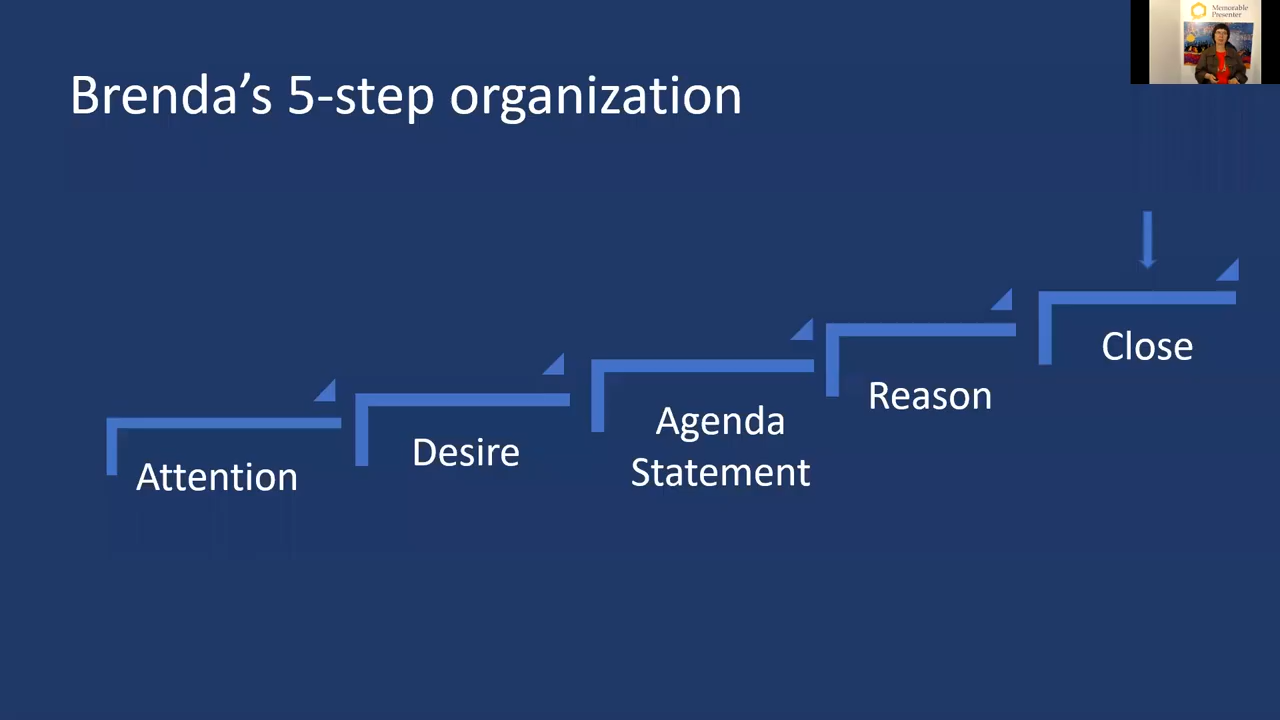 Memorable
Presenter
Brenda’s 5-step organization
Attention
Desire
Agenda
Statement
Reason
Close